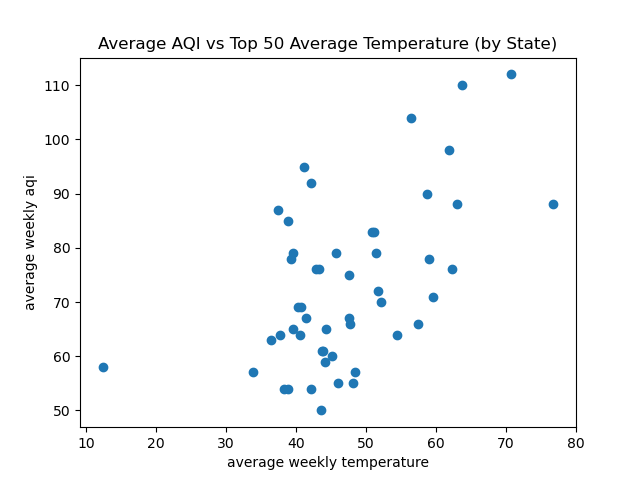 Average AQI vs Top 50 Average Temperature (by State)
110
100
90
80
70
60
50
average weekly aqi
10 20 30 40 50 60 70 80
average weekly temperature